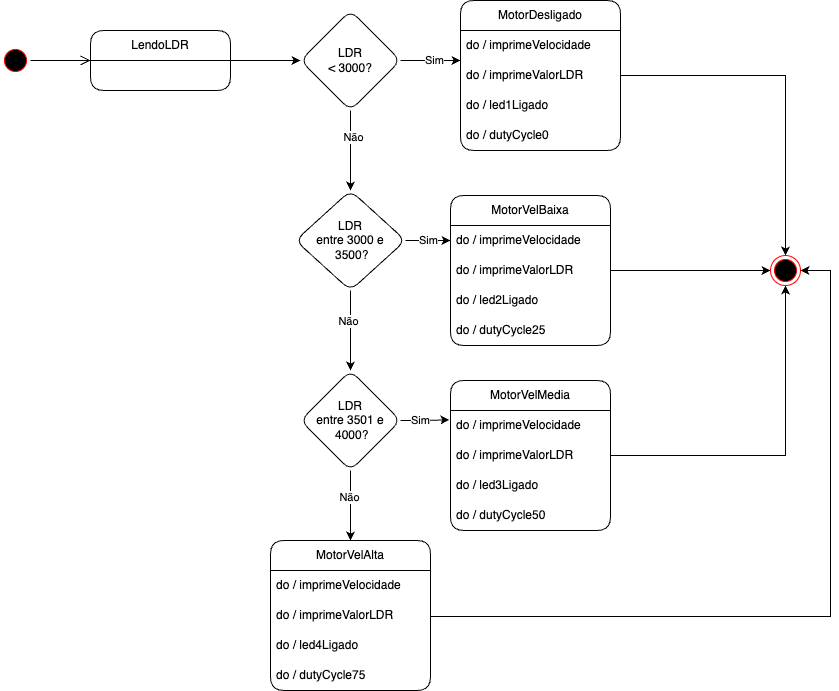 LendoLDR
LDR
< 3000?
Sim
MotorDesligado
do / imprimeVelocidade
do / imprimeValorLDR
do / led1Ligado
do / dutyCycle0
Não
LDR
entre 3000 e
3500?
Sim
MotorVelBaixa
do / imprimeVelocidade
do / imprimeValorLDR
do / led2Ligado
do / dutyCycle25
Não
LDR
entre 3501 e
4000?
Sim
MotorVelMedia
do / imprimeVelocidade
do / imprimeValorLDR
do / led3Ligado
do / dutyCycle50
Não
MotorVelAlta
do / imprimeVelocidade
do / imprimeValorLDR
do / led4Ligado
do / dutyCycle75